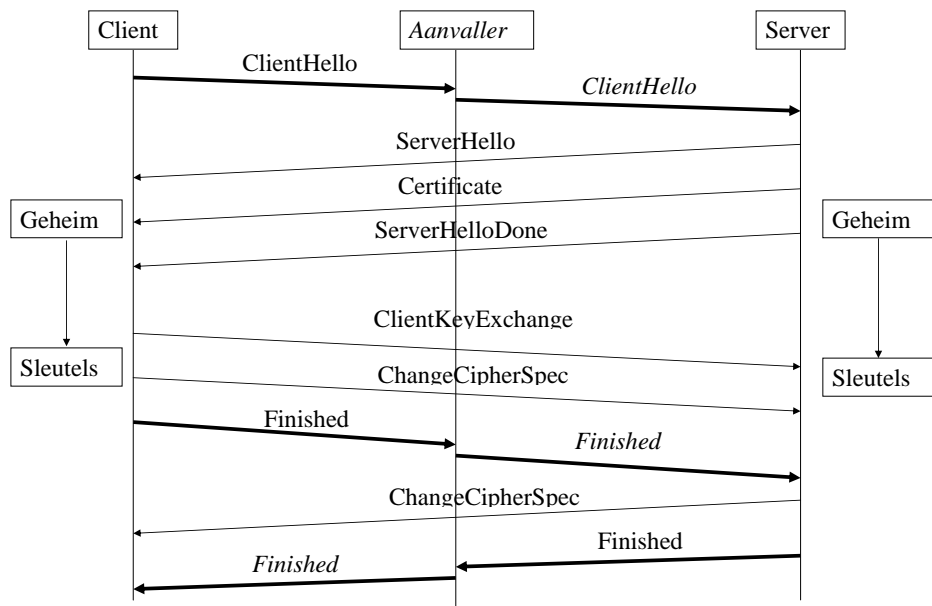 Client
Aanvaller
Server
ClientHello
ClientHello
ServerHello
Certificate
Geheim
Geheim
ServerHelloDone
ClientKeyExchange
Sleutels
Sleutels
ChangeCipherSpec
Finished
Finished
ChangeCipherSpec
Finished
Finished